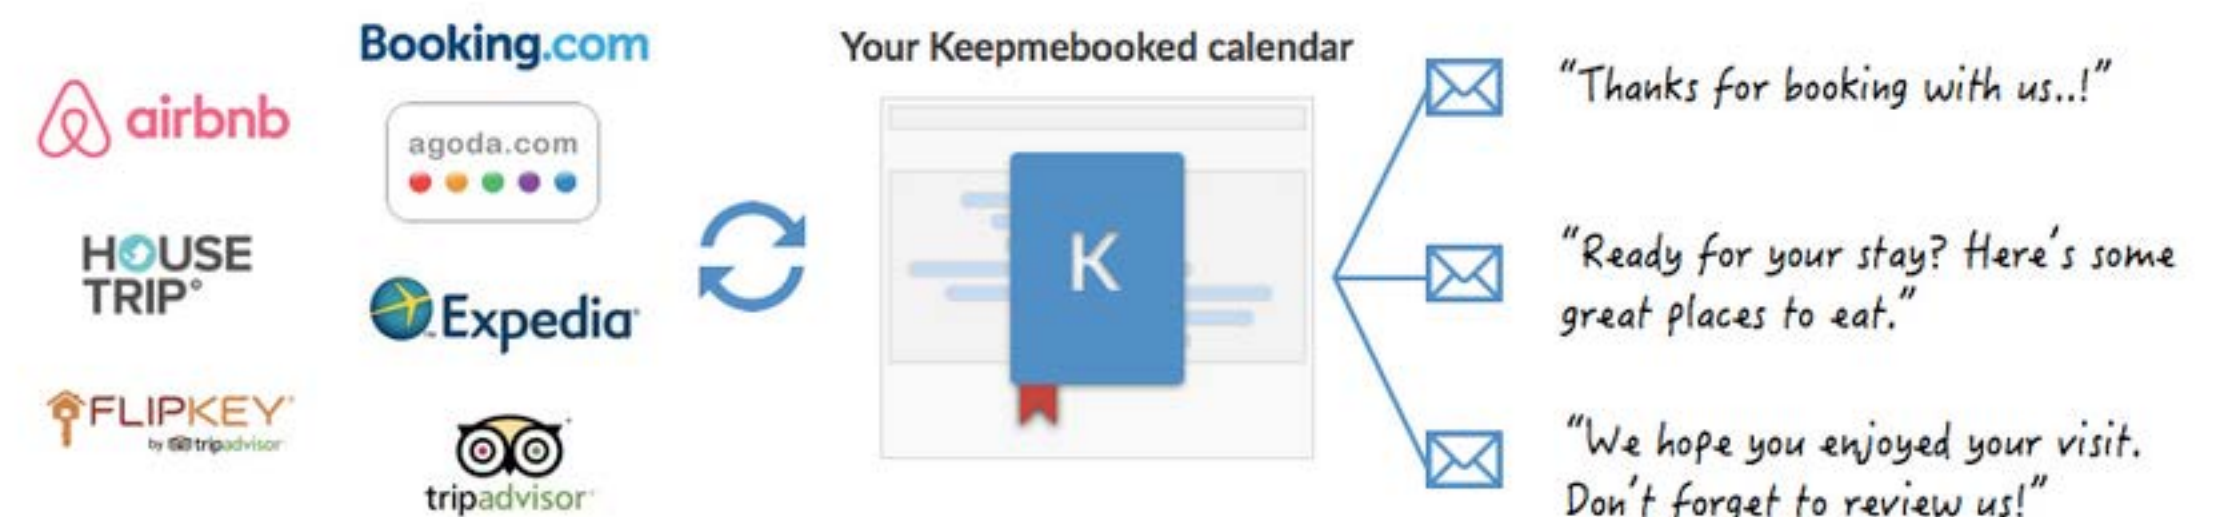 airbnb
HOUSE
TRIP
FLIPKEY
by tripadvisor
Booking.com
agoda.com
Expedia
tripadvisor
Your Keepmebooked calendar
K
"Thanks for booking with us..!"
"Ready for your stay? Here's some
great places to eat."
"We hope you enjoyed your visit.
Don't forget to review us!"